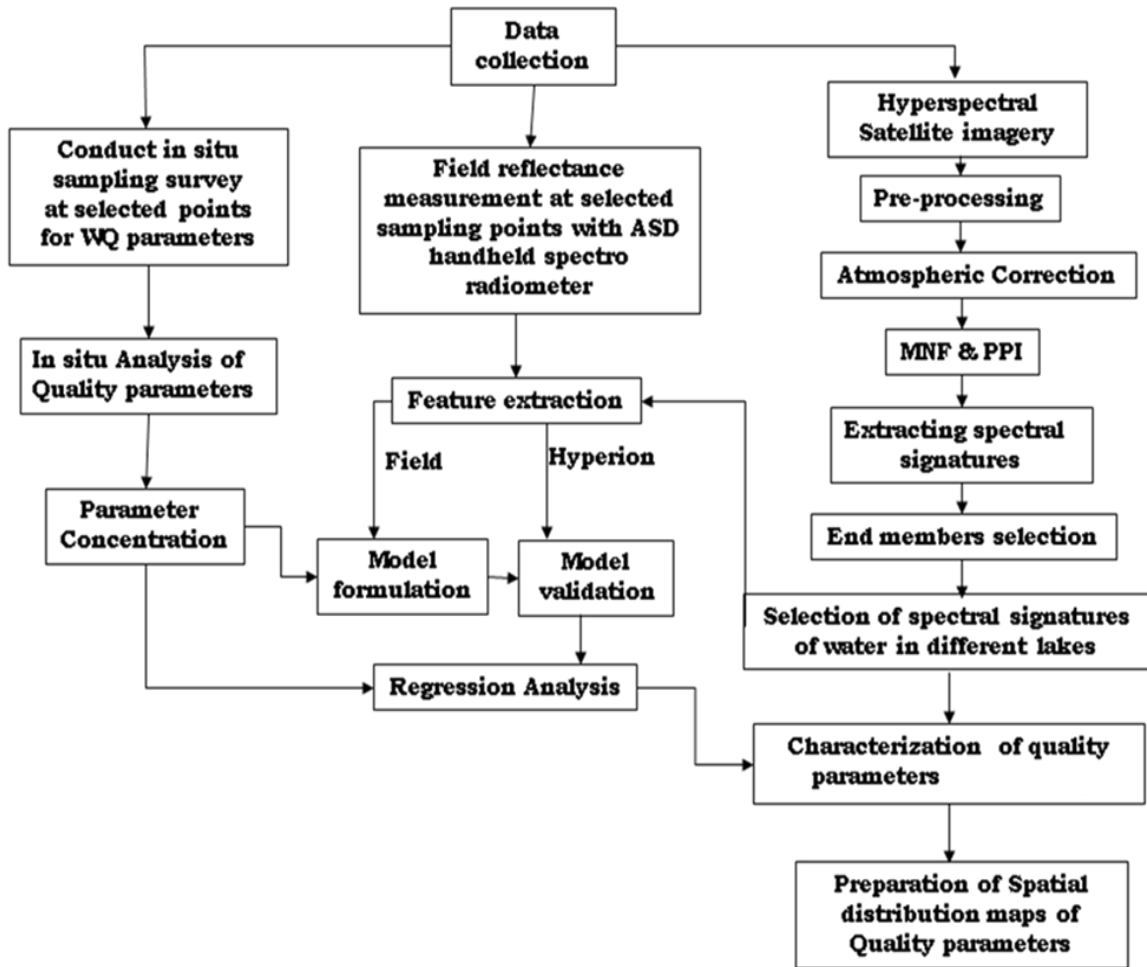 Data
collection
Conduct in situ
sampling survey
at selected points
for WQ parameters
In situ Analysis of
Quality parameters
Parameter
Concentration
Field reflectance
measurement at selected
sampling points with ASD
handheld spectro
radiometer
Feature extraction
Field
Hyperion
Model
formulation
Model
validation
Regression Analysis
Hyperspectral
Satellite imagery
Pre-processing
Atmospheric Correction
MNF & PPI
Extracting spectral
signatures
End members selection
Selection of spectral signatures
of water in different lakes
Characterization of quality
parameters
Preparation of Spatial
distribution maps of
Quality parameters